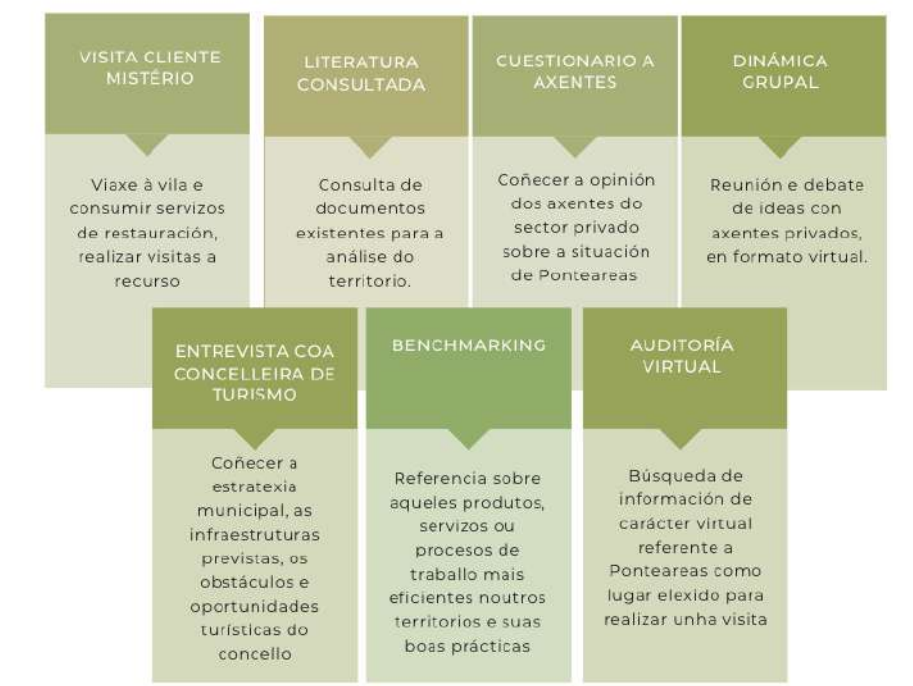 VISITA CLIENTE
MISTÉRIO
Viaxe à vila e
consumir servizos
de restauración,
realizar visitas a
recurso
LITERATURA
CONSULTADA
Consulta de
documentos
existentes para a
análise do
territorio.
CUESTIONARIO A
AXENTES
Coñecer a opinión
dos axentes do
sector privado
sobre a situación
de Ponteareas
DINÁMICA
GRUPAL
Reunión e debate
de ideas con
axentes privados,
en formato virtual.
ENTREVISTA COA
CONCELLEIRA DE
TURISMO
Coñecer a
estratexia
municipal, as
infraestruturas
previstas, os
obstáculos e
oportunidades
turísticas do
concello
BENCHMARKING
Referencia sobre
aqueles produtos,
servizos ou
procesos de
traballo mais
eficientes noutros
territorios e suas
boas prácticas
AUDITORÍA
VIRTUAL
Búsqueda de
información de
carácter virtual
referente a
Ponteareas como
lugar elexido para
realizar unha visita